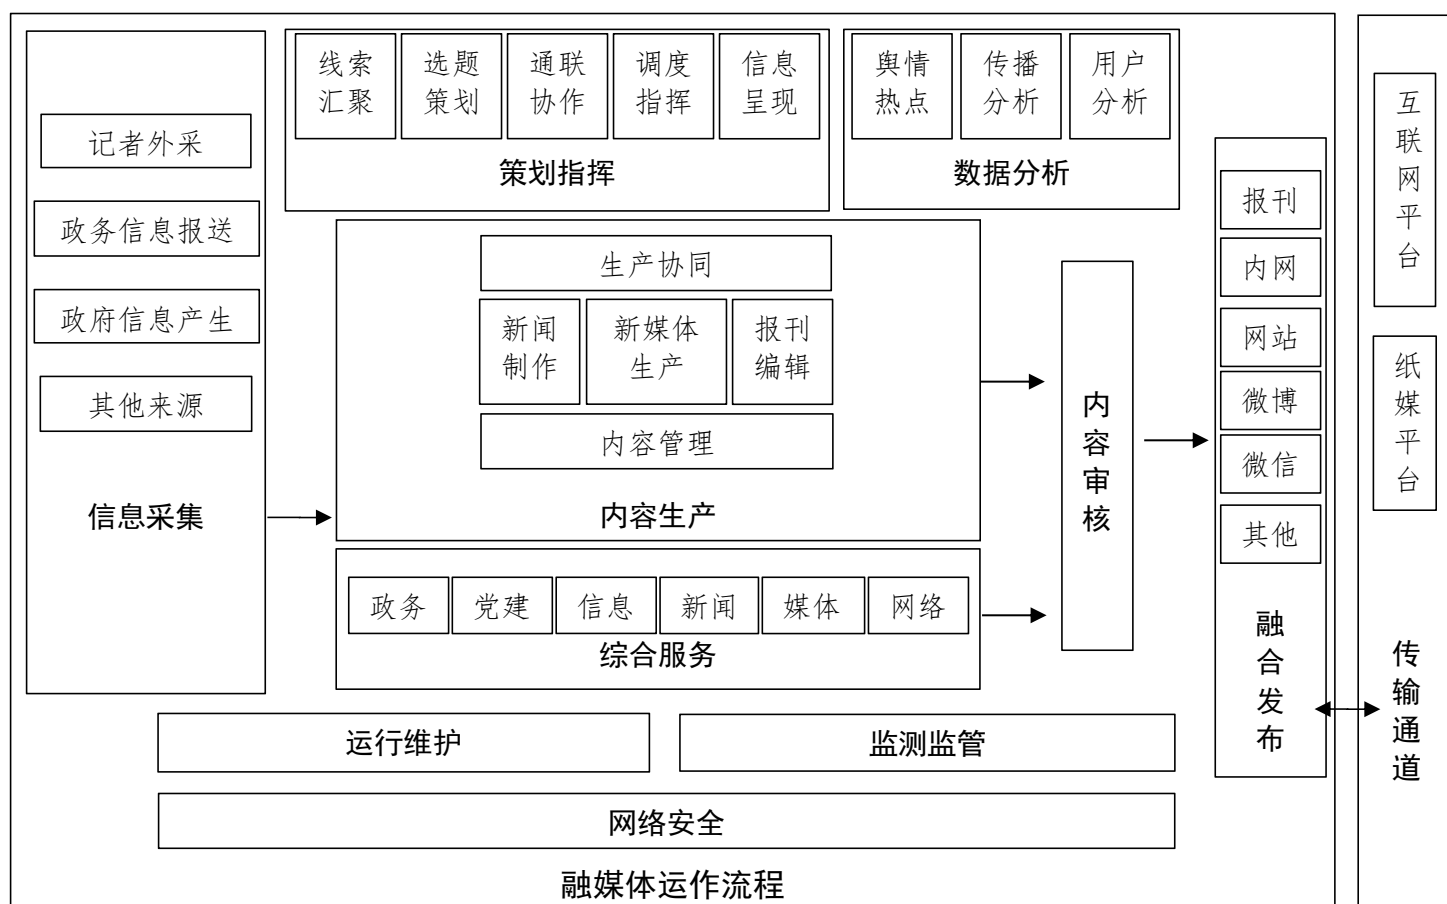 记者外采
政务信息报送
政府信息产生
其他来源
信息采集
线索
汇聚
选题
策划
通联
协作
调度
指挥
信息
呈现
策划指挥
舆情
热点
传播
分析
用户
分析
数据分析
生产协同
新闻
制作
新媒体
生产
报刊
编辑
内容管理
内容生产
政务
党建
信息
新闻
媒体
网络
综合服务
内容审核
报刊
内网
网站
微博
微信
其他
融合发布
互联网平台
纸媒平台
传输通道
运行维护
监测监管
网络安全
融媒体运作流程